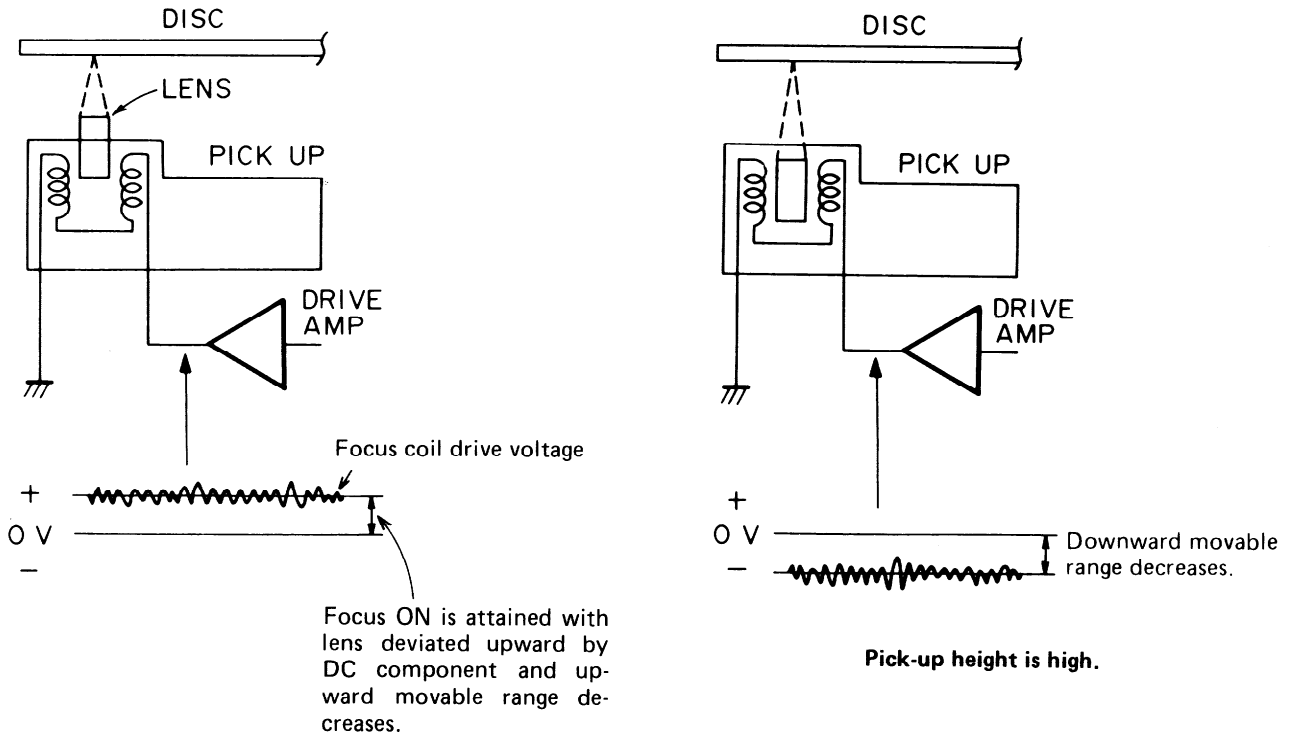 DISC
LENS
PICK UP
DRIVE
AMP
Focus coil drive voltage
+
0 V
−
Focus ON is attained with
lens deviated upward by
DC component and up-
ward movable range de-
creases.
DISC
PICK UP
DRIVE
AMP
+
0 V
−
Downward movable
range decreases.
Pick-up height is high.